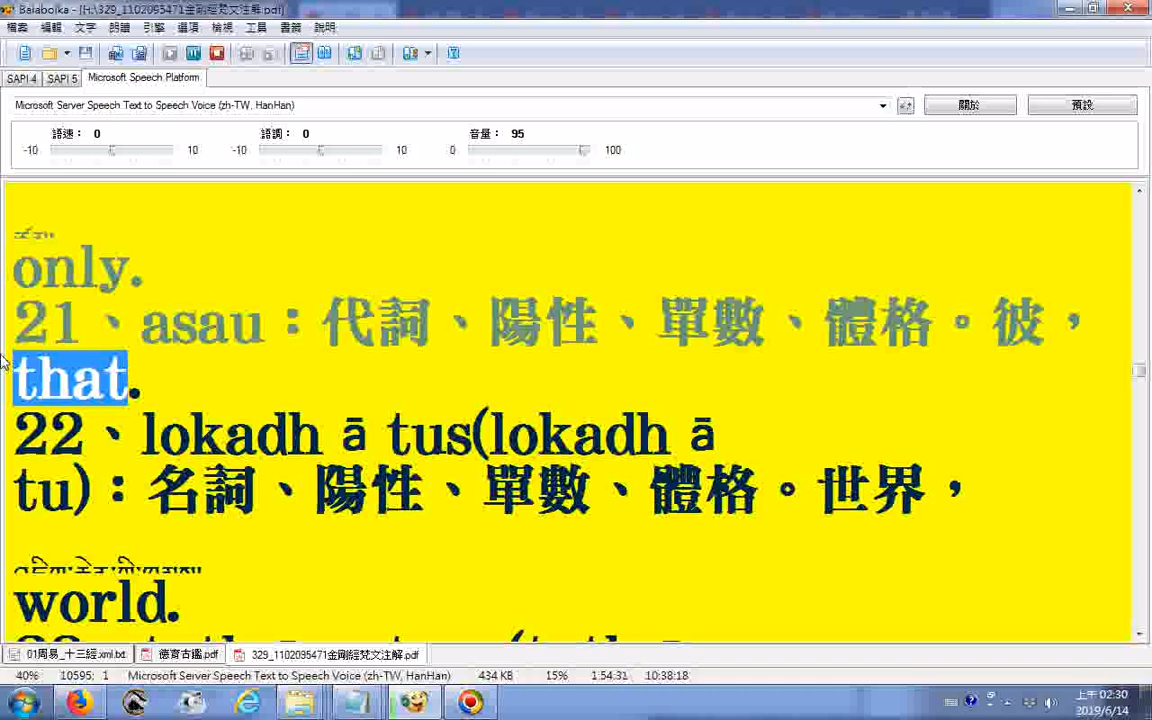 Balabolka - [H:\329_1102095471金剛經梵文注解.pdf]
檔案 編輯 文字 朗讀 引擎 選項 檢視 工具 書籤 說明
SAPI 4 SAPI 5 Microsoft Speech Platform
Microsoft Server Speech Text to Speech Voice (zh-TW, HanHan) 關於 預設
語速： 0 語調： 0 音量： 95
-10 10 -10 10 0 100
only.
21、asau：代詞、陽性、單數、體格。彼，
that.
22、lokadh ā tus(lokadh ā
tu)：名詞、陽性、單數、體格。世界，
world.
01周易_十三經.xml.txt 德育古鑑.pdf 329_1102095471金剛經梵文注解.pdf
40% 10595: 1 Microsoft Server Speech Text to Speech Voice (zh-TW, HanHan) 434 KB 15% 1:54:31 10:38:18
上午 02:30
2019/6/14